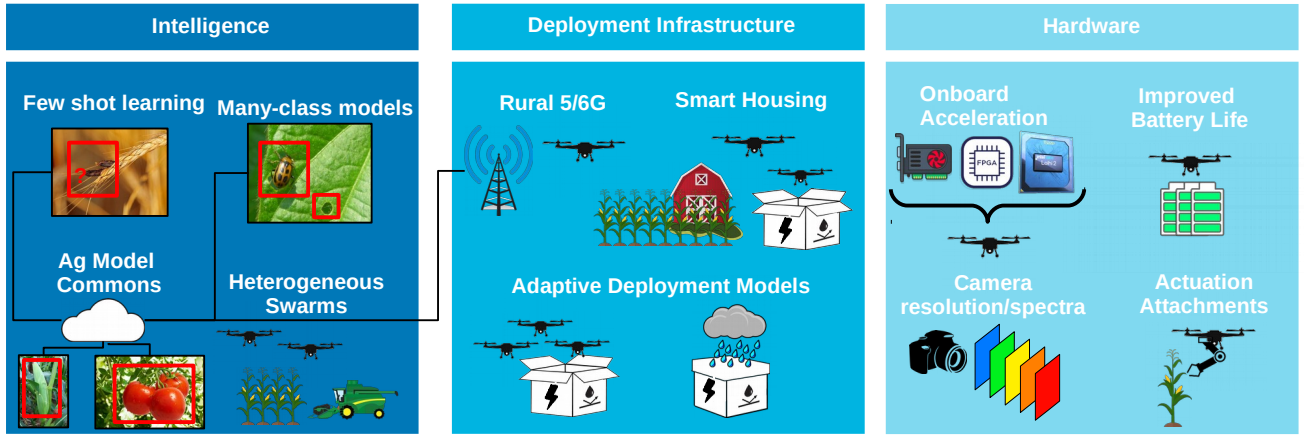 Intelligence
Few shot learning
Many-class models
?
Ag Model
Commons
Heterogeneous
Swarms
Deployment Infrastructure
Rural 5/6G
Smart Housing
Adaptive Deployment Models
Hardware
Onboard
Acceleration
FPGA
Improved
Battery Life
Camera
resolution/spectra
Actuation
Attachments